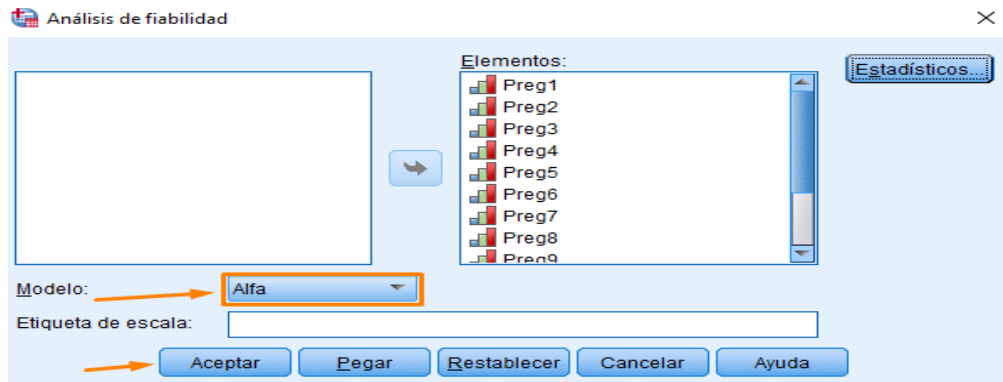 Análisis de fiabilidad
Elementos:
Estadísticos...
Preg1
Preg2
Preg3
Preg4
Preg5
Preg6
Preg7
Preg8
Preg9
Modelo:
Alfa
Etiqueta de escala:
Aceptar
Pegar
Restablecer
Cancelar
Ayuda